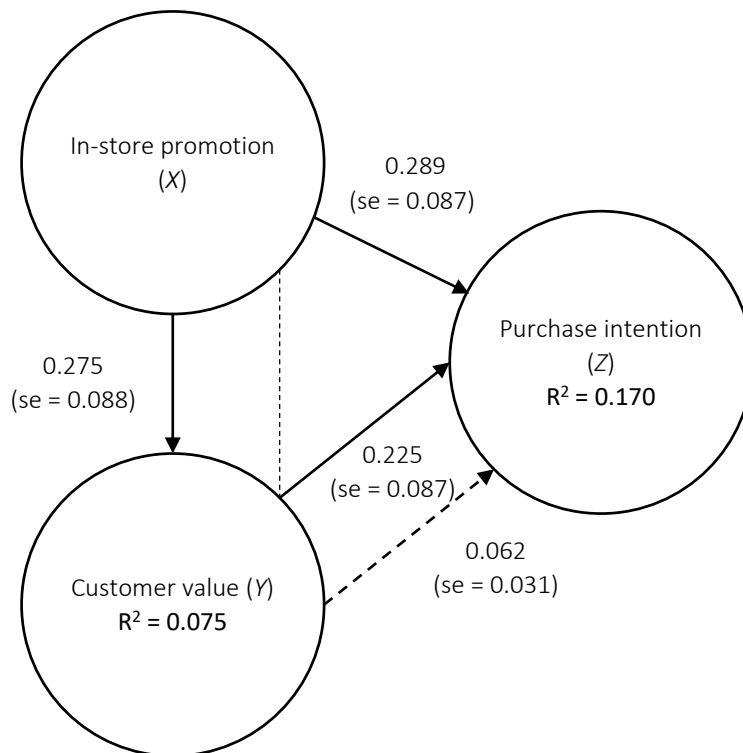 In-store promotion
(X)
0.289
(se = 0.087)
Purchase intention
(Z)
R² = 0.170
0.275
(se = 0.088)
0.225
(se = 0.087)
0.062
(se = 0.031)
Customer value (Y)
R² = 0.075